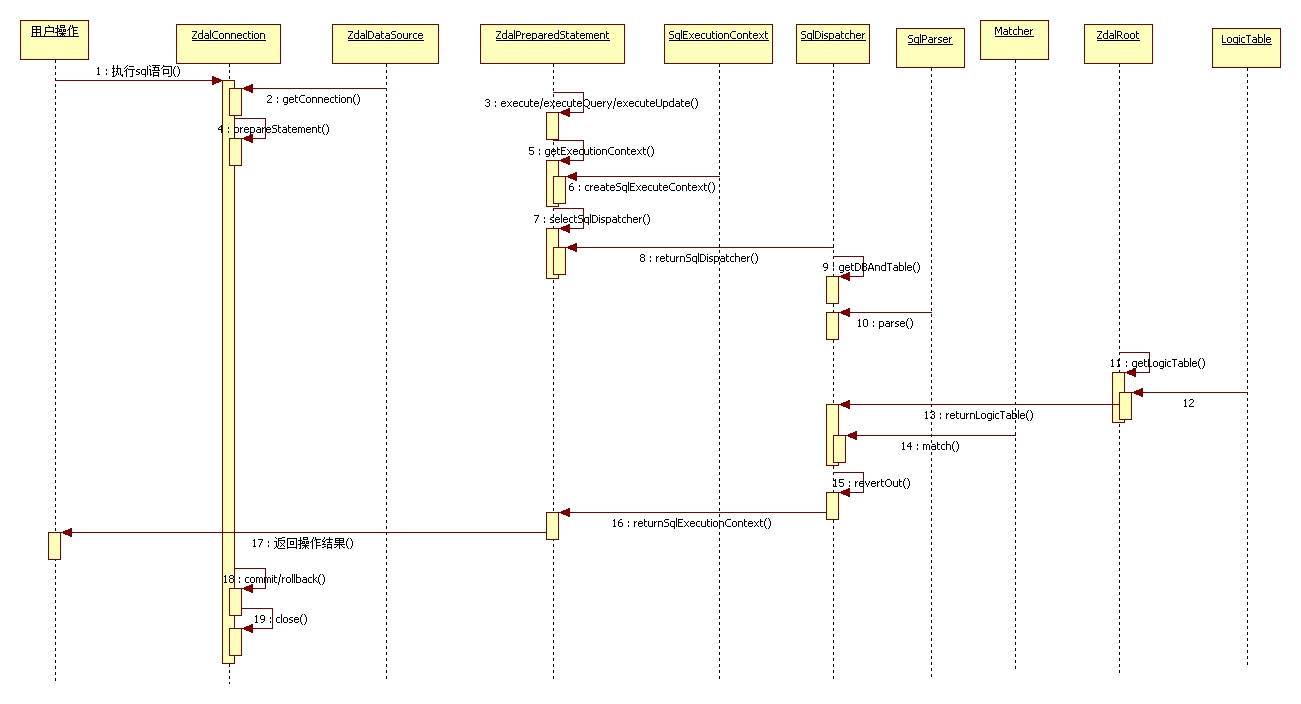 用户操作
ZdalConnection
ZdalDataSource
ZdalPreparedStatement
SqlExecutionContext
SqlDispatcher
SqlParser
Matcher
ZdalRoot
LogicTable
1 : 执行sql语句()
2 : getConnection()
3 : execute/executeQuery/executeUpdate()
4 : prepareStatement()
5 : getExecutionContext()
6 : createSqlExecuteContext()
7 : selectSqlDispatcher()
8 : returnSqlDispatcher()
9 : getDBAndTable()
10 : parse()
11 : getLogicTable()
12
13 : returnLogicTable()
14 : match()
15 : revertOut()
16 : returnSqlExecutionContext()
17 : 返回操作结果()
18 : commit/rollback()
19 : close()